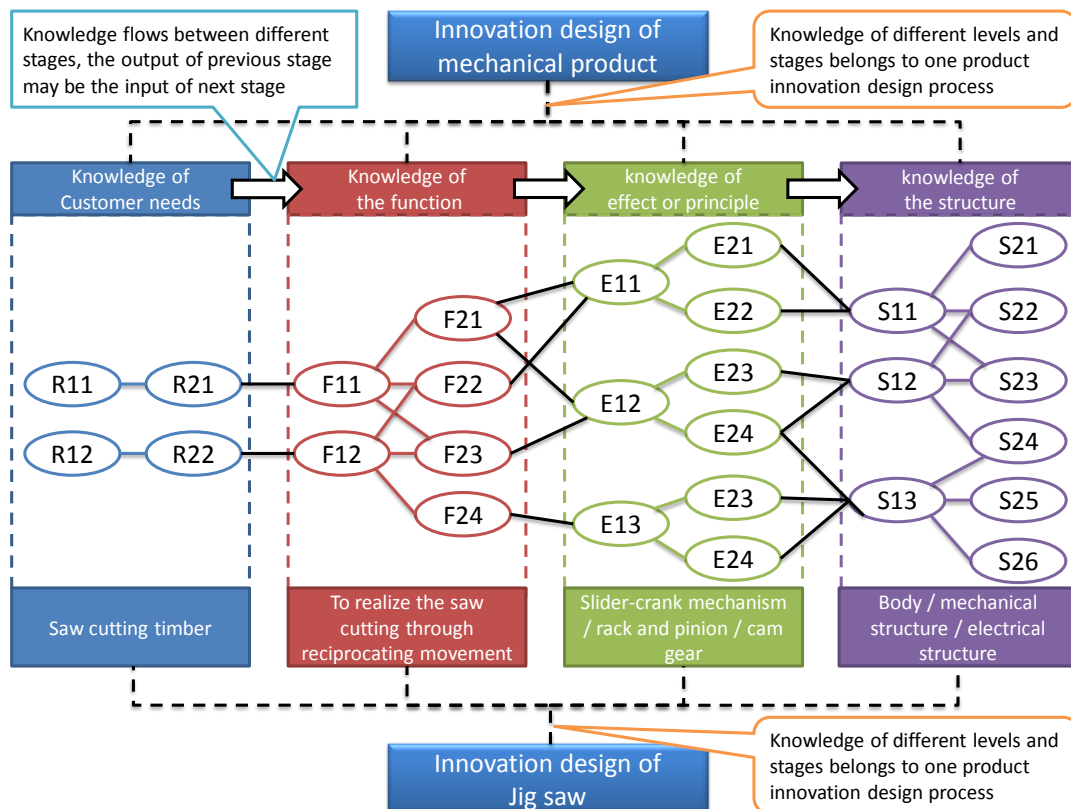 Knowledge flows between different
stages, the output of previous stage
may be the input of next stage
Innovation design of
mechanical product
Knowledge of different levels and
stages belongs to one product
innovation design process
Knowledge of
Customer needs
Knowledge of
the function
knowledge of
effect or principle
knowledge of
the structure
R11
R21
R12
R22
F11
F12
F21
F22
F23
F24
E11
E12
E13
E21
E22
E23
E24
E23
E24
S11
S12
S13
S21
S22
S23
S24
S25
S26
Saw cutting timber
To realize the saw
cutting through
reciprocating movement
Slider-crank mechanism
/ rack and pinion / cam
gear
Body / mechanical
structure / electrical
structure
Innovation design of
Jig saw
Knowledge of different levels and
stages belongs to one product
innovation design process